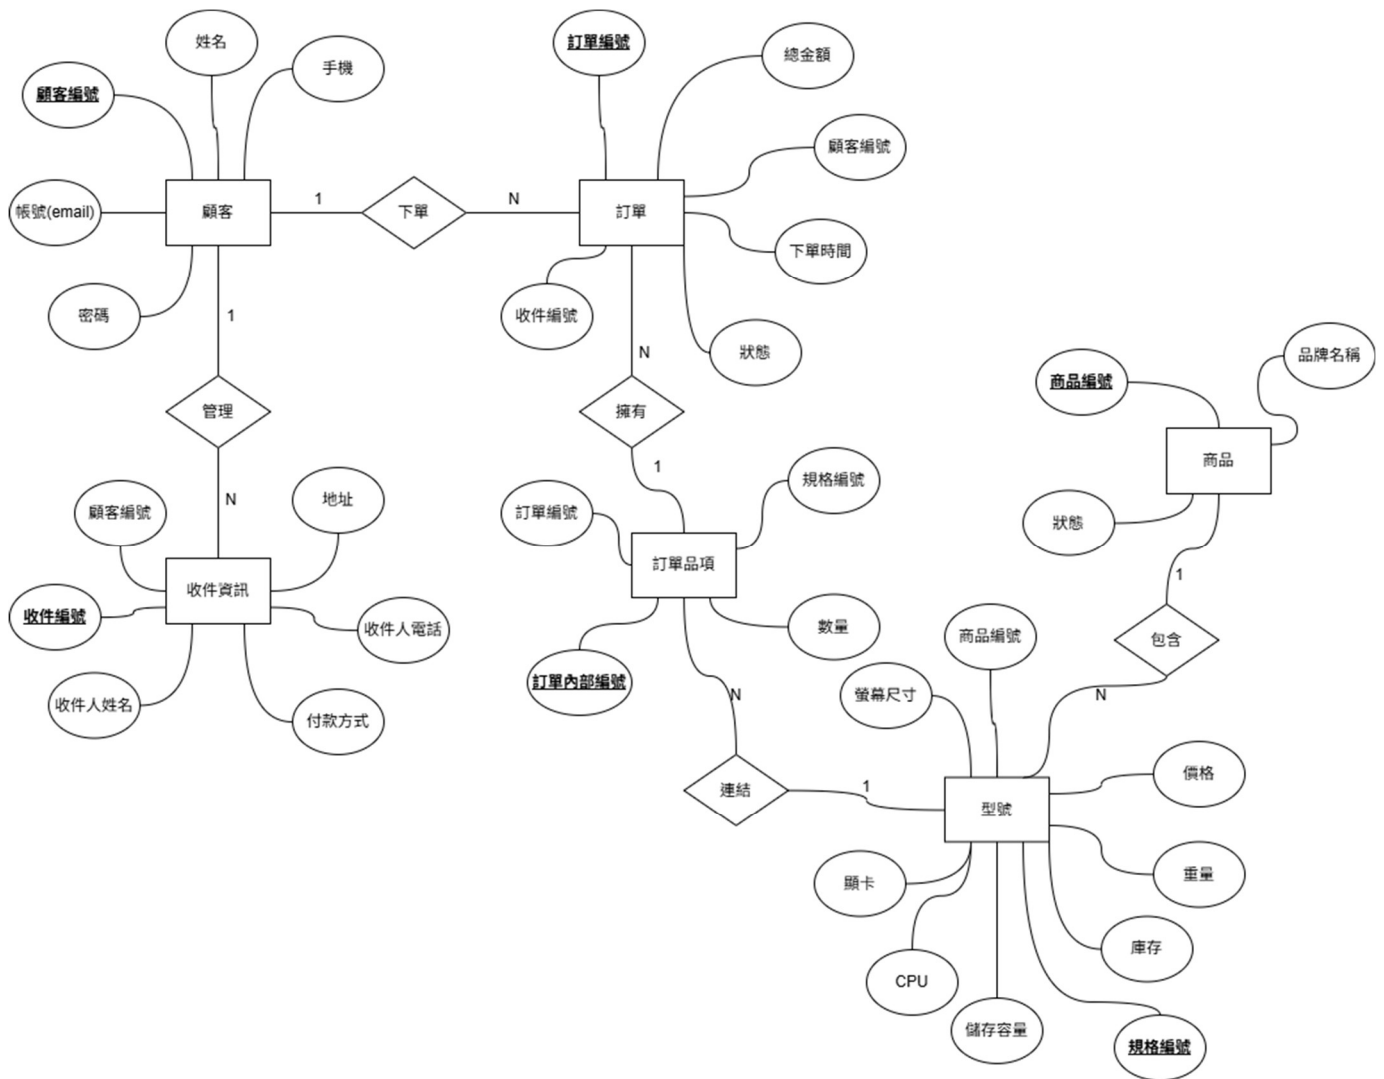 姓名
手機
顧客編號
帳號(email)
顧客
密碼
1
下單
N
訂單編號
總金額
顧客編號
訂單
下單時間
收件編號
狀態
1
管理
N
顧客編號
地址
收件資訊
收件編號
收件人電話
收件人姓名
付款方式
N
擁有
1
訂單編號
規格編號
訂單品項
數量
訂單內部編號
N
連結
1
商品編號
品牌名稱
商品
狀態
1
包含
N
商品編號
螢幕尺寸
型號
價格
重量
顯卡
庫存
CPU
儲存容量
規格編號